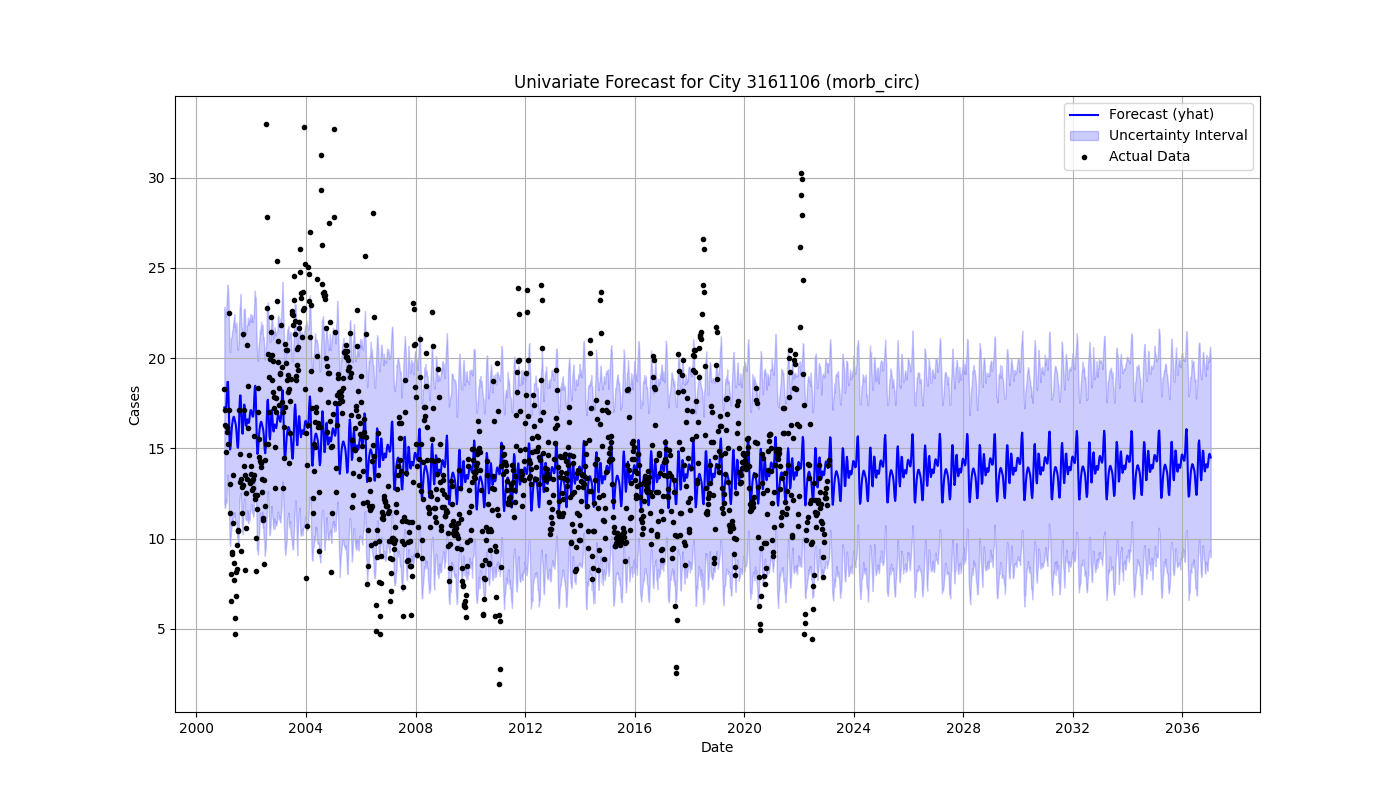 Univariate Forecast for City 3161106 (morb_circ)
Forecast (yhat)
Uncertainty Interval
Actual Data
Cases
30
25
20
15
10
5
2000 2004 2008 2012 2016 2020 2024 2028 2032 2036
Date